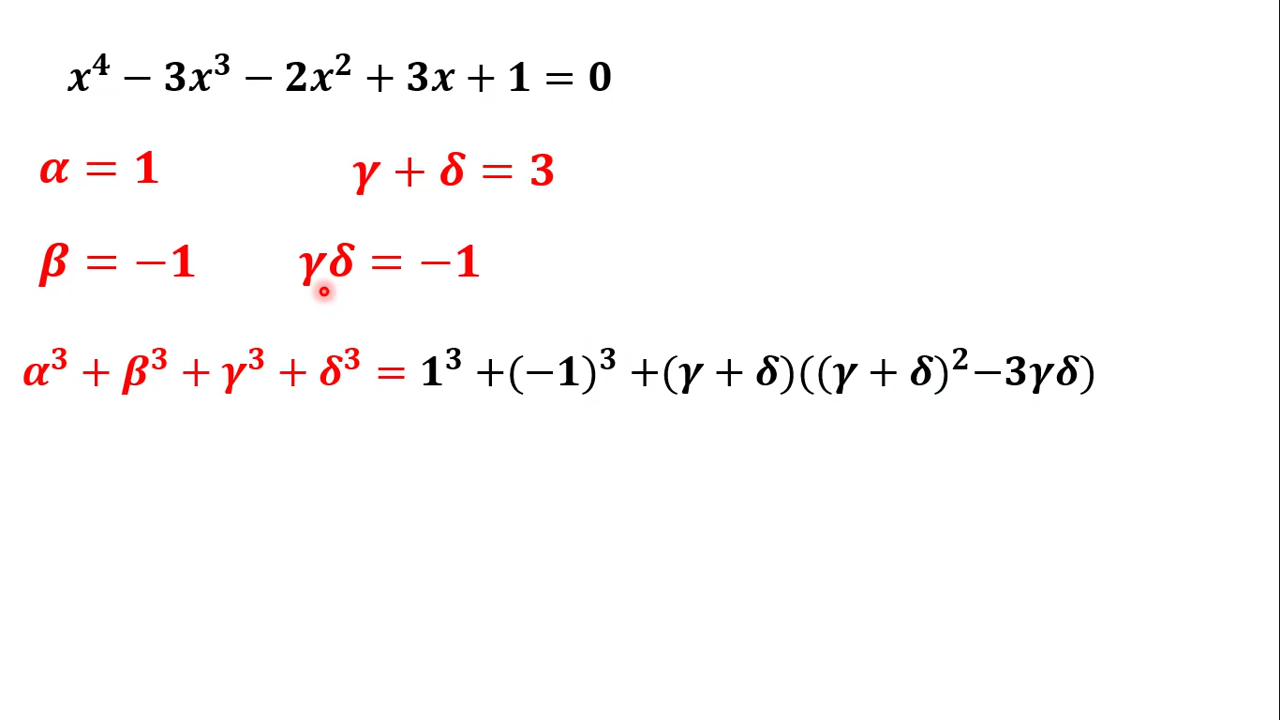 x⁴ − 3x³ − 2x² + 3x + 1 = 0
α = 1 γ + δ = 3
β = −1 γδ = −1
α³ + β³ + γ³ + δ³ = 1³ +(−1)³ +(γ + δ)((γ + δ)²−3γδ)